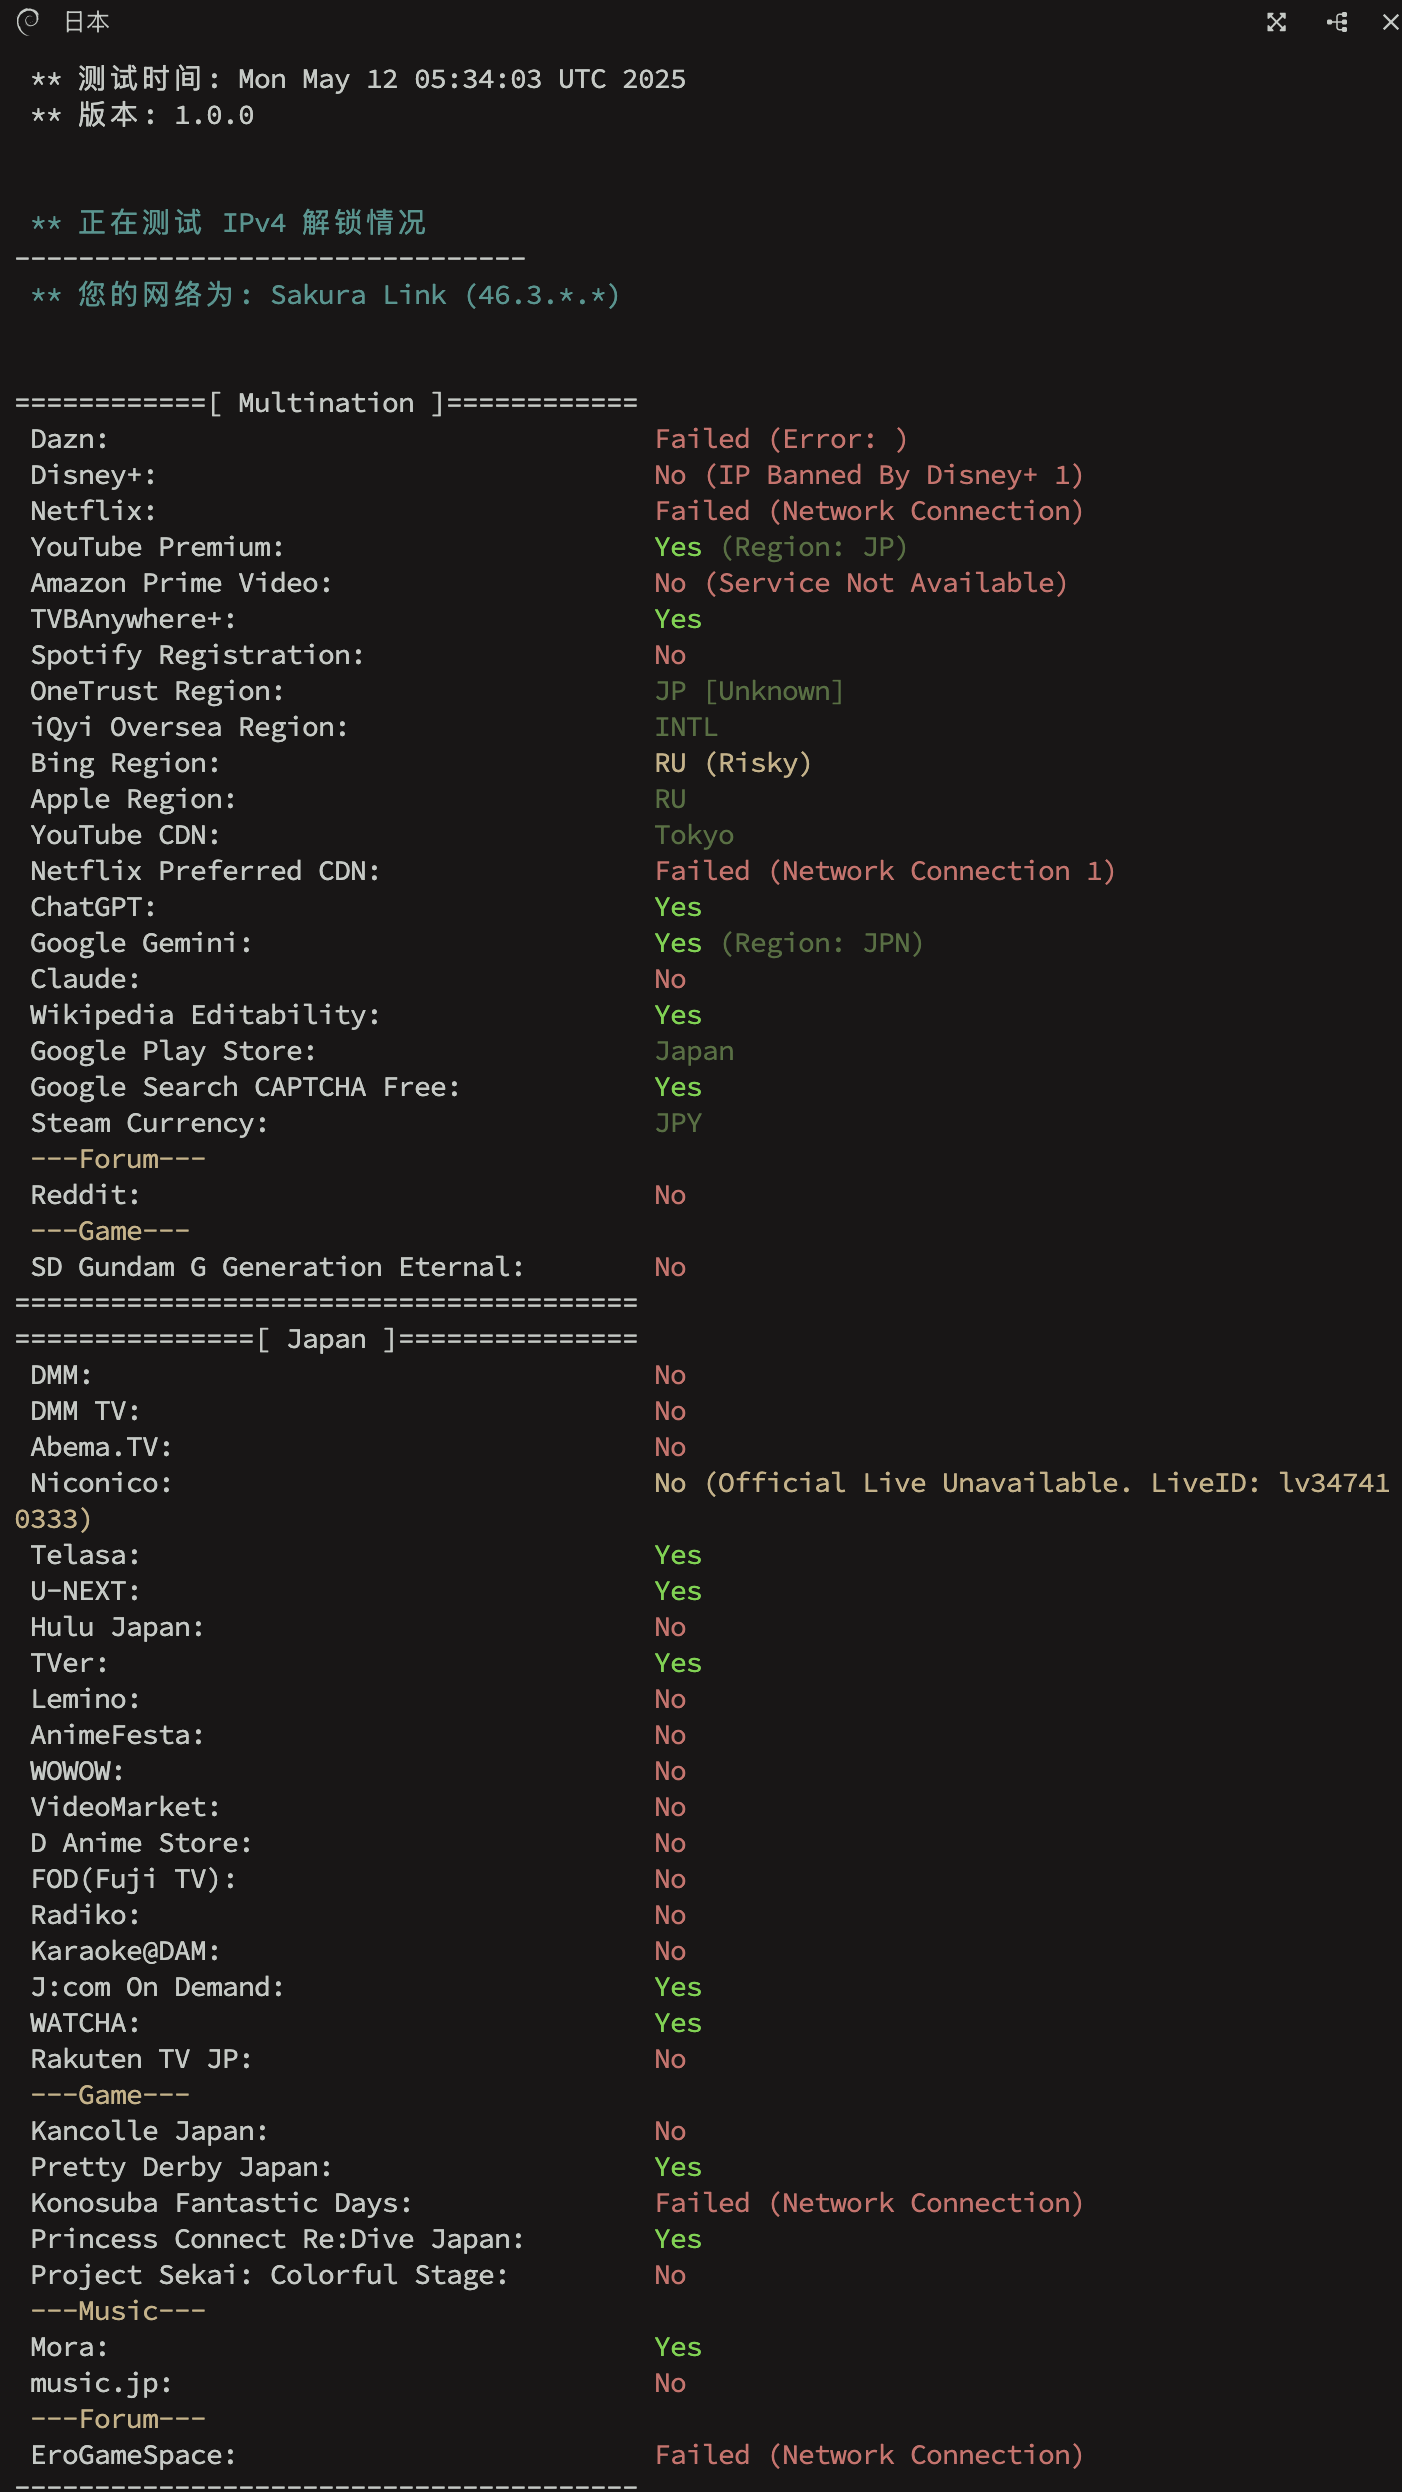 日本
** 测试时间: Mon May 12 05:34:03 UTC 2025
** 版本: 1.0.0
** 正在测试 IPv4 解锁情况
--------------------------------
** 您的网络为: Sakura Link (46.3.*.*)
============[ Multination ]============
Dazn: Failed (Error: )
Disney+: No (IP Banned By Disney+ 1)
Netflix: Failed (Network Connection)
YouTube Premium: Yes (Region: JP)
Amazon Prime Video: No (Service Not Available)
TVBAnywhere+: Yes
Spotify Registration: No
OneTrust Region: JP [Unknown]
iQyi Oversea Region: INTL
Bing Region: RU (Risky)
Apple Region: RU
YouTube CDN: Tokyo
Netflix Preferred CDN: Failed (Network Connection 1)
ChatGPT: Yes
Google Gemini: Yes (Region: JPN)
Claude: No
Wikipedia Editability: Yes
Google Play Store: Japan
Google Search CAPTCHA Free: Yes
Steam Currency: JPY
---Forum---
Reddit: No
---Game---
SD Gundam G Generation Eternal: No
=======================================
===============[ Japan ]===============
DMM: No
DMM TV: No
Abema.TV: No
Niconico: No (Official Live Unavailable. LiveID: lv34741
0333)
Telasa: Yes
U-NEXT: Yes
Hulu Japan: No
TVer: Yes
Lemino: No
AnimeFesta: No
WOWOW: No
VideoMarket: No
D Anime Store: No
FOD(Fuji TV): No
Radiko: No
Karaoke@DAM: No
J:com On Demand: Yes
WATCHA: Yes
Rakuten TV JP: No
---Game---
Kancolle Japan: No
Pretty Derby Japan: Yes
Konosuba Fantastic Days: Failed (Network Connection)
Princess Connect Re:Dive Japan: Yes
Project Sekai: Colorful Stage: No
---Music---
Mora: Yes
music.jp: No
---Forum---
EroGameSpace: Failed (Network Connection)
=======================================